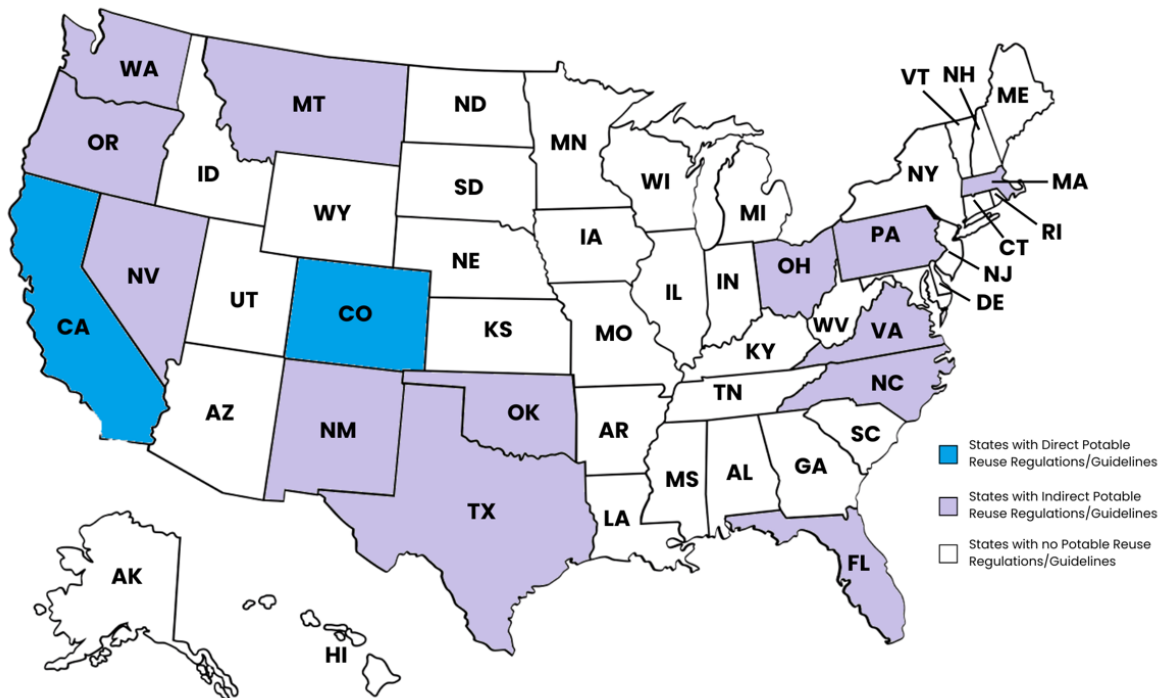 WA
MT
ND
MN
VT
NH
ME
OR
ID
SD
WI
NY
MA
WY
MI
RI
IA
PA
CT
NV
NE
OH
NJ
UT
IL
IN
DE
CA
CO
KS
MO
WV
VA
KY
NC
AZ
NM
OK
AR
TN
SC
MS
AL
GA
TX
LA
FL
AK
HI
States with Direct Potable
Reuse Regulations/Guidelines
States with Indirect Potable
Reuse Regulations/Guidelines
States with no Potable Reuse
Regulations/Guidelines